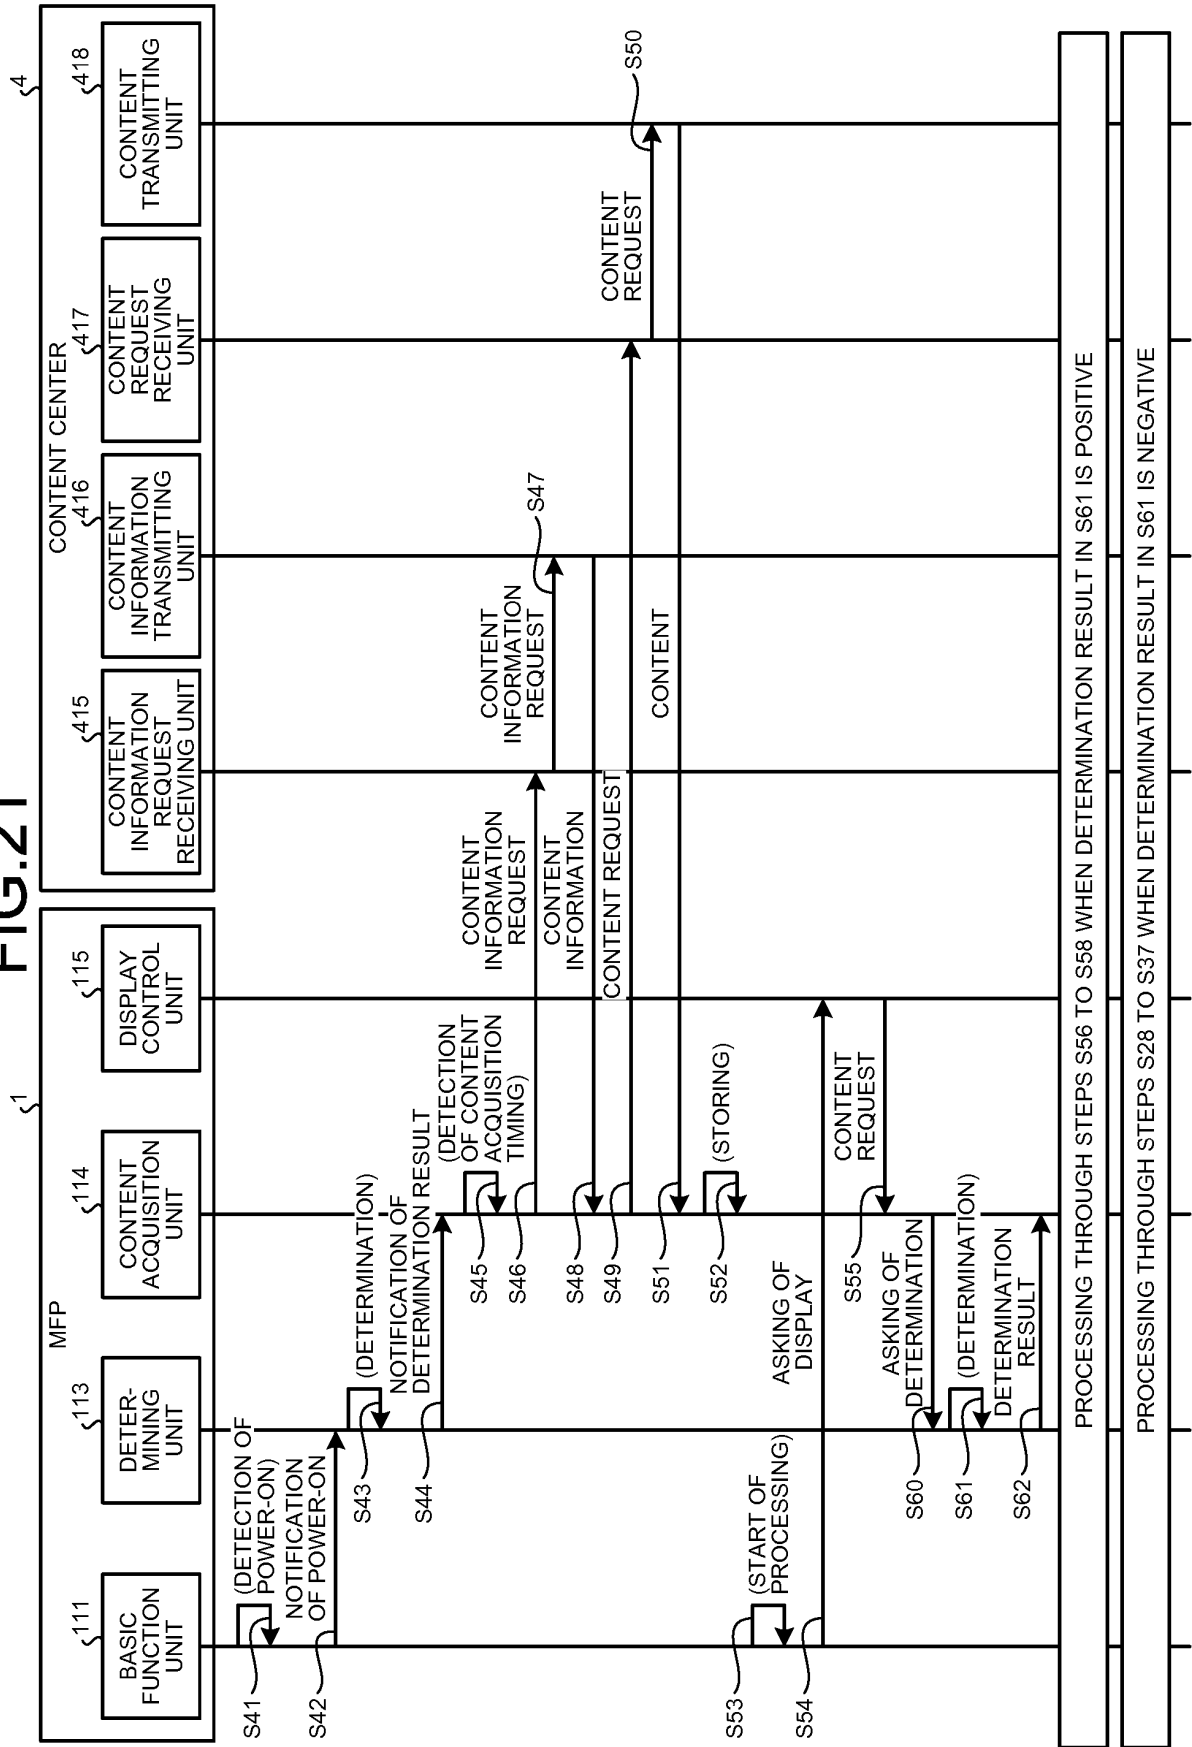 FIG.21
MFP
1
CONTENT CENTER
4
111
BASIC
FUNCTION
UNIT
113
DETER-
MINING
UNIT
114
CONTENT
ACQUISITION
UNIT
115
DISPLAY
CONTROL
UNIT
415
CONTENT
INFORMATION
REQUEST
RECEIVING UNIT
416
CONTENT
INFORMATION
TRANSMITTING
UNIT
417
CONTENT
REQUEST
RECEIVING
UNIT
418
CONTENT
TRANSMITTING
UNIT
S41
(DETECTION OF
POWER-ON)
S42
NOTIFICATION
OF POWER-ON
S43
(DETERMINATION)
S44
NOTIFICATION OF
DETERMINATION RESULT
S45
(DETECTION
OF CONTENT
ACQUISITION
TIMING)
S46
CONTENT
INFORMATION
REQUEST
CONTENT
INFORMATION
REQUEST
S47
S48
CONTENT
INFORMATION
S49
CONTENT REQUEST
CONTENT
REQUEST
S50
S51
CONTENT
S52
(STORING)
S53
(START OF
PROCESSING)
S54
ASKING OF
DISPLAY
S55
CONTENT
REQUEST
S60
ASKING OF
DETERMINATION
S61
(DETERMINATION)
S62
DETERMINATION
RESULT
PROCESSING THROUGH STEPS S56 TO S58 WHEN DETERMINATION RESULT IN S61 IS POSITIVE
PROCESSING THROUGH STEPS S28 TO S37 WHEN DETERMINATION RESULT IN S61 IS NEGATIVE